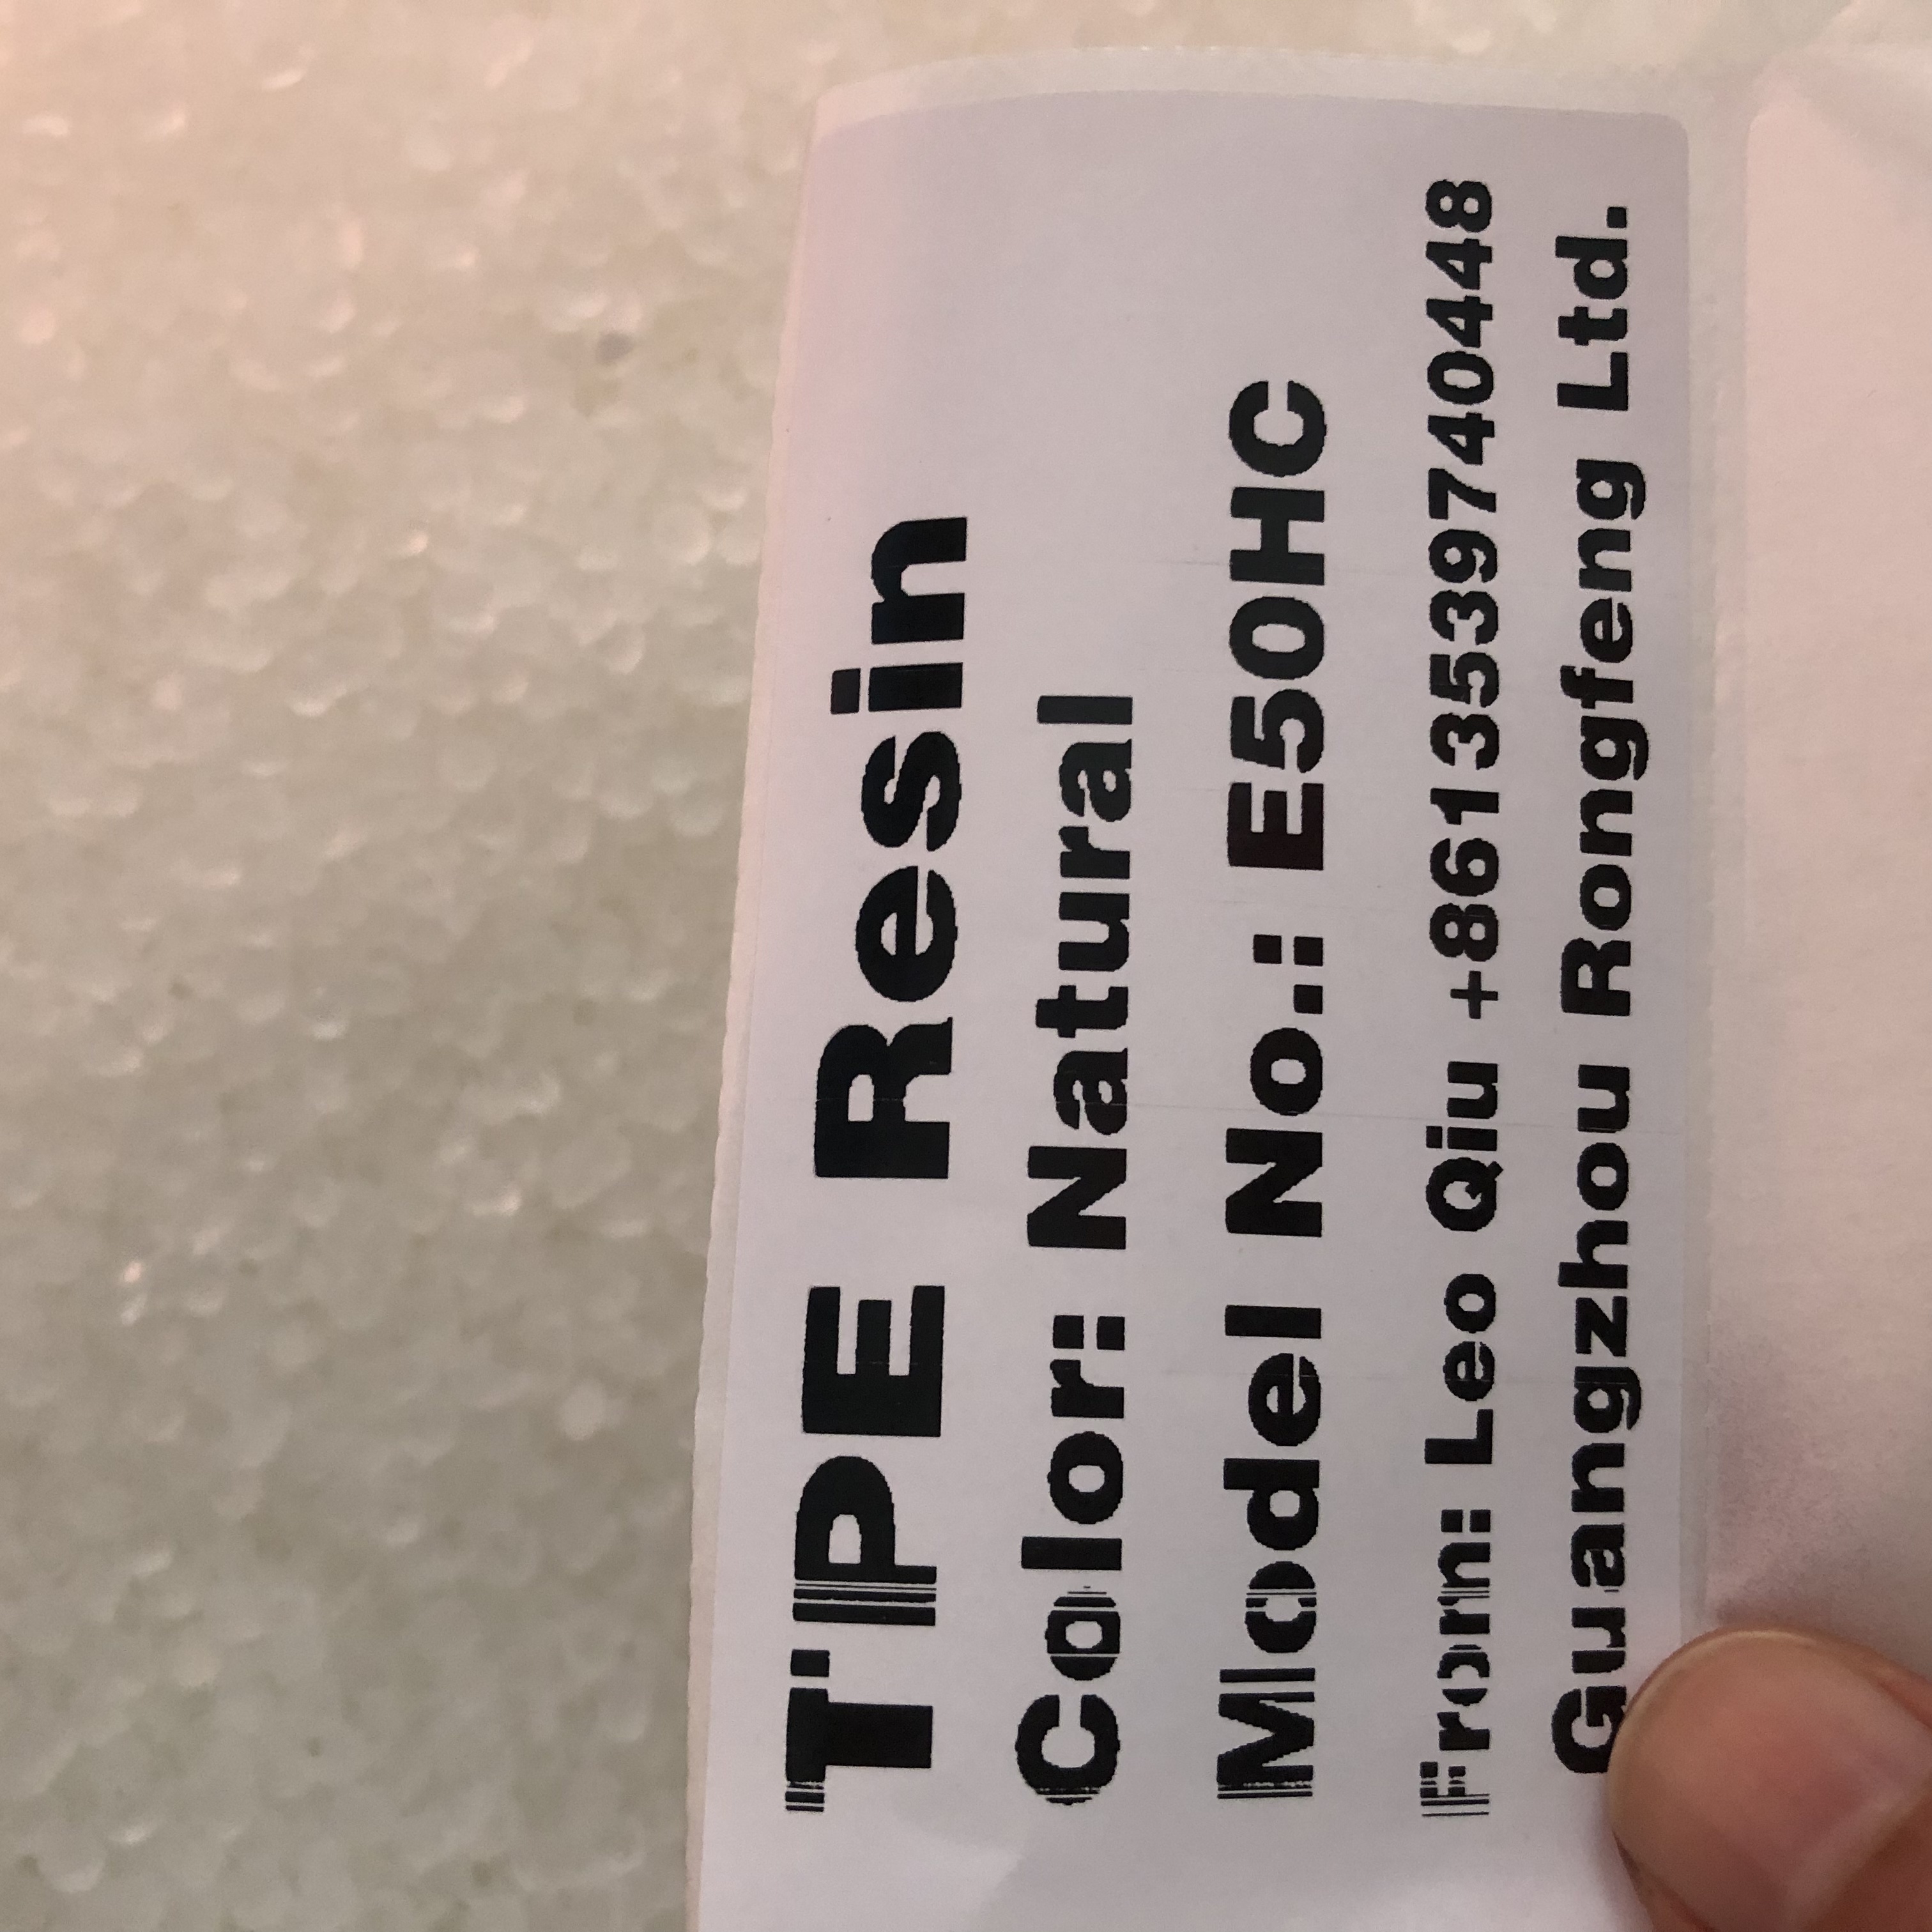 TPE Resin
Color: Natural
Model No.: E50HC
From: Leo Qiu +8613539740448
Guangzhou Rongfeng Ltd.